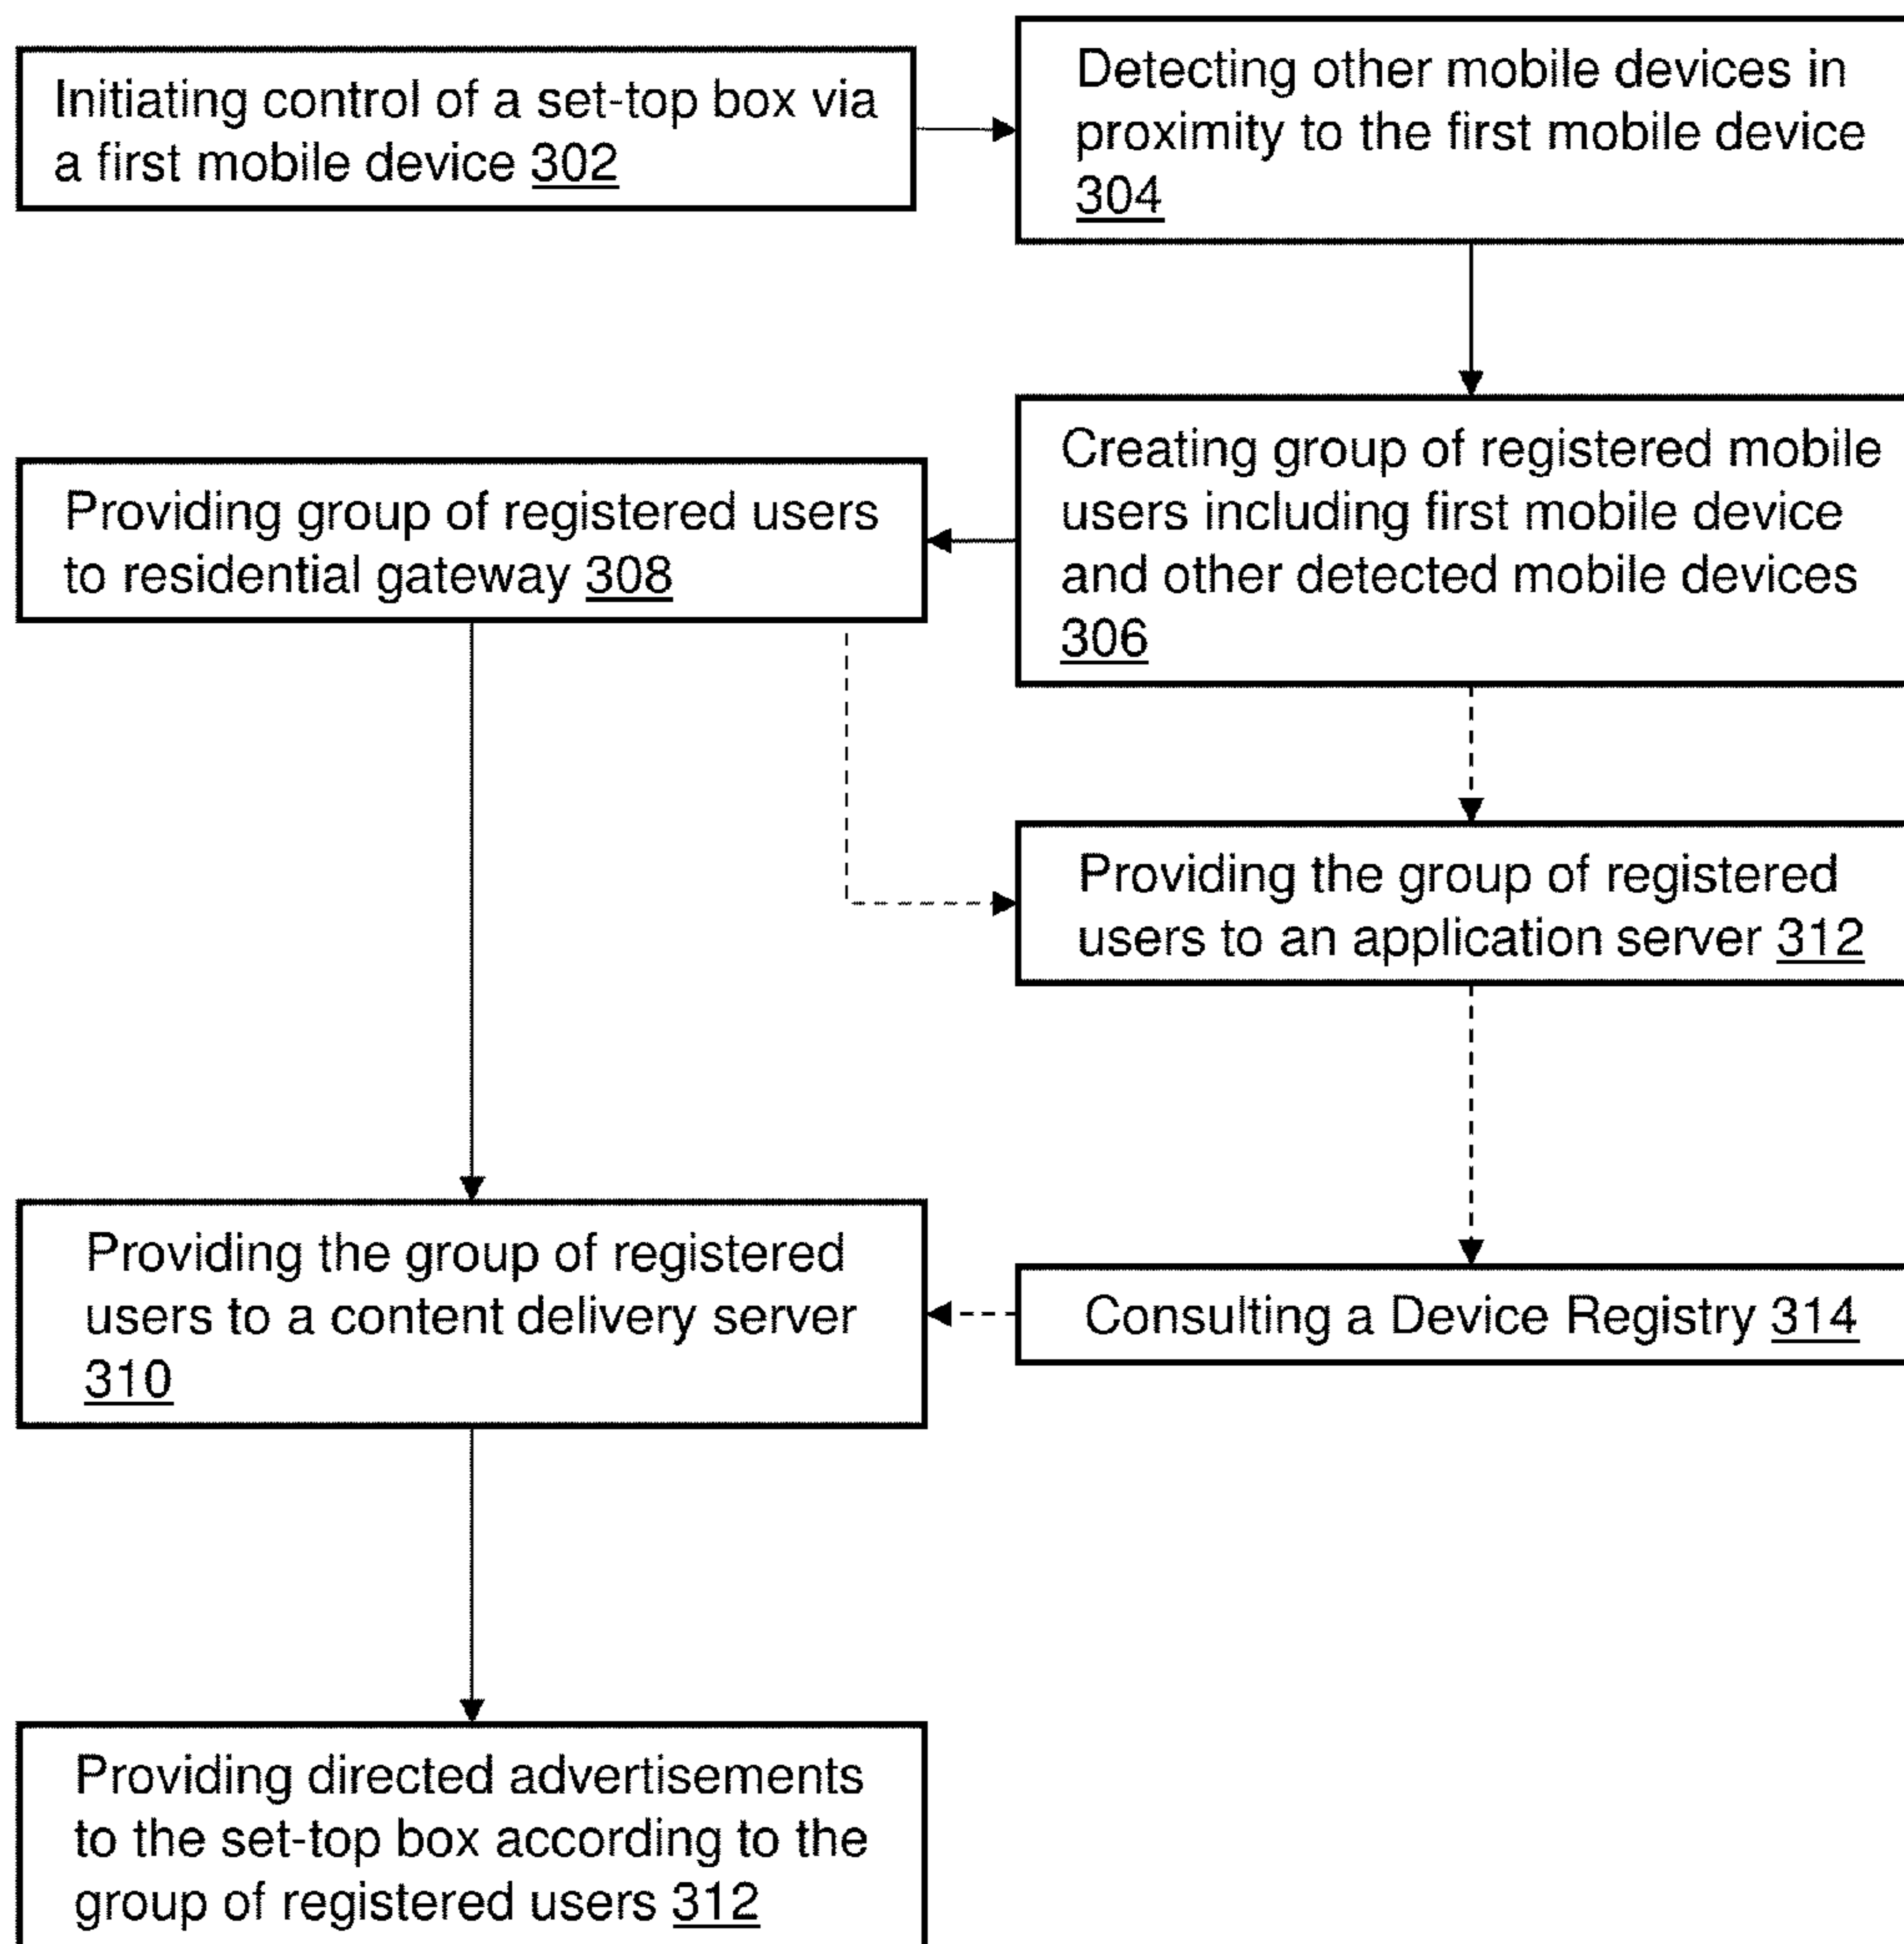 Initiating control of a set-top box via
a first mobile device 302
Detecting other mobile devices in
proximity to the first mobile device
304
Creating group of registered mobile
users including first mobile device
and other detected mobile devices
306
Providing group of registered users
to residential gateway 308
Providing the group of registered
users to an application server 312
Providing the group of registered
users to a content delivery server
310
Consulting a Device Registry 314
Providing directed advertisements
to the set-top box according to the
group of registered users 312